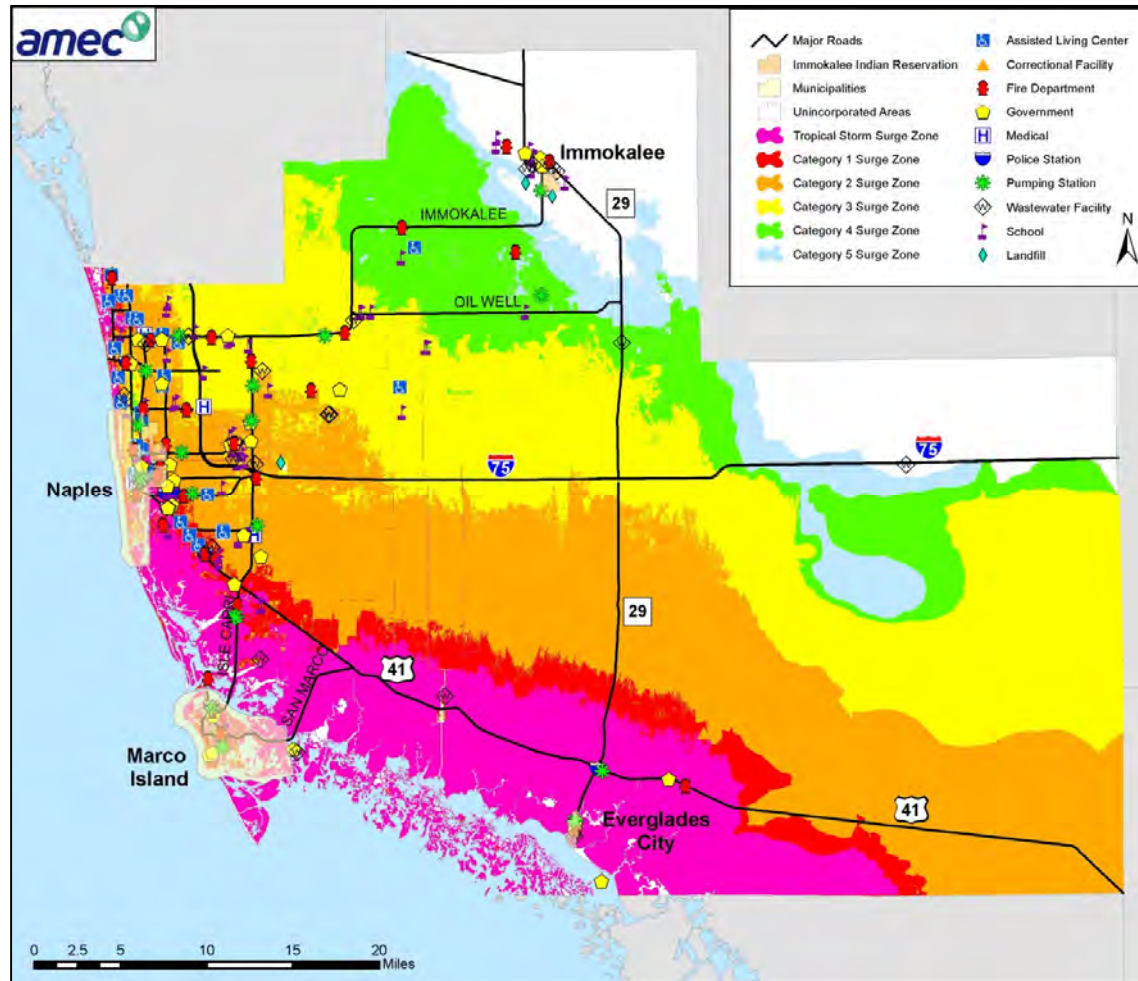 amec
Major Roads
Immokalee Indian Reservation
Municipalities
Unincorporated Areas
Tropical Storm Surge Zone
Category 1 Surge Zone
Category 2 Surge Zone
Category 3 Surge Zone
Category 4 Surge Zone
Category 5 Surge Zone
Assisted Living Center
Correctional Facility
Fire Department
Government
H Medical
Police Station
Pumping Station
W Wastewater Facility
School
Landfill
N
Immokalee
29
IMMOKALEE
OIL WELL
H
W
75
75
W
Naples
29
ISLE CAPRI
SAN MARCO
41
Marco
Island
41
Everglades
City
0 2.5 5 10 15 20
Miles